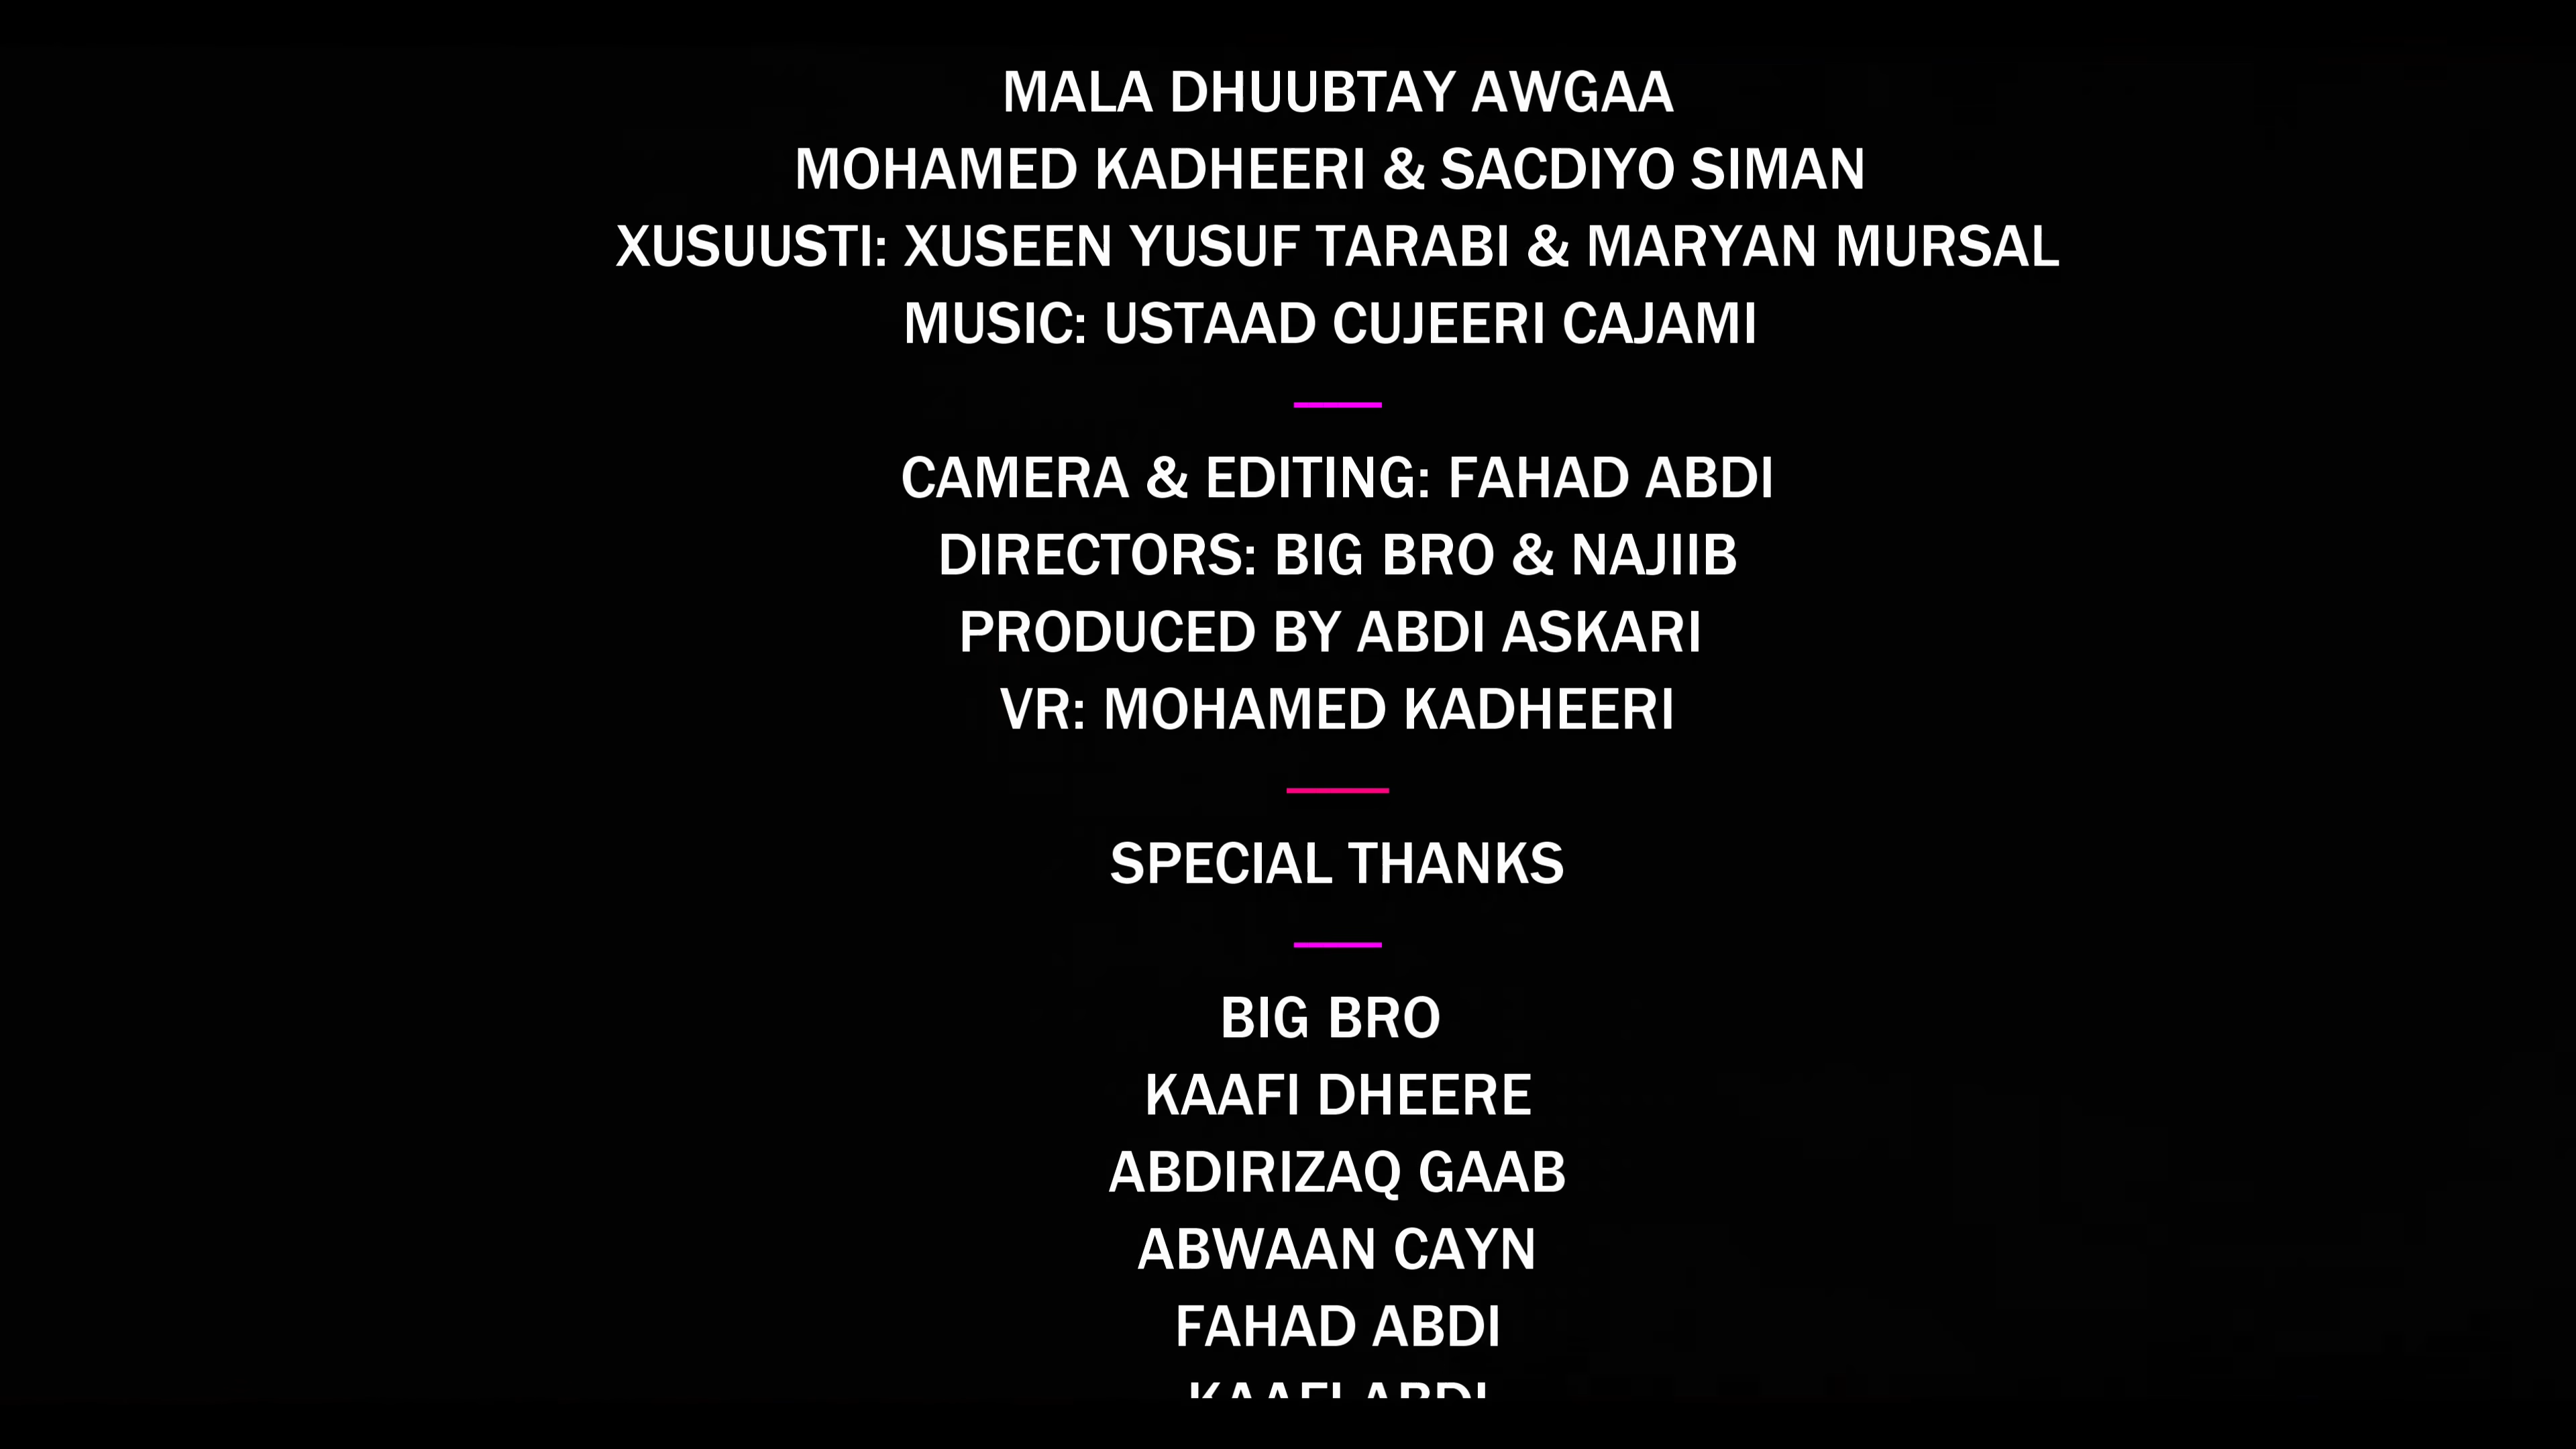 MALA DHUUBTAY AWGAA
MOHAMED KADHEERI & SACDIYO SIMAN
XUSUUSTI: XUSEEN YUSUF TARABI & MARYAN MURSAL
MUSIC: USTAAD CUJEERI CAJAMI
CAMERA & EDITING: FAHAD ABDI
DIRECTORS: BIG BRO & NAJIIB
PRODUCED BY ABDI ASKARI
VR: MOHAMED KADHEERI
SPECIAL THANKS
BIG BRO
KAAFI DHEERE
ABDIRIZAQ GAAB
ABWAAN CAYN
FAHAD ABDI
KAAFI ABDI